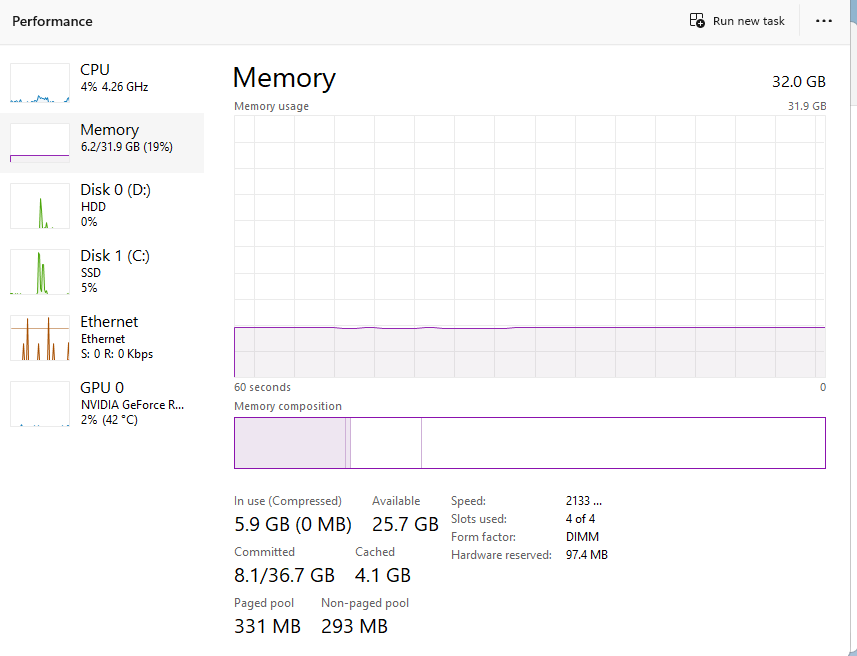 Performance
Run new task
CPU
4% 4.26 GHz
Memory
6.2/31.9 GB (19%)
Disk 0 (D:)
HDD
0%
Disk 1 (C:)
SSD
5%
Ethernet
Ethernet
S: 0 R: 0 Kbps
GPU 0
NVIDIA GeForce R...
2% (42 °C)
Memory
32.0 GB
Memory usage
31.9 GB
60 seconds
0
Memory composition
In use (Compressed)
5.9 GB (0 MB)
Available
25.7 GB
Committed
8.1/36.7 GB
Cached
4.1 GB
Paged pool
331 MB
Non-paged pool
293 MB
Speed: 2133 ...
Slots used: 4 of 4
Form factor: DIMM
Hardware reserved: 97.4 MB